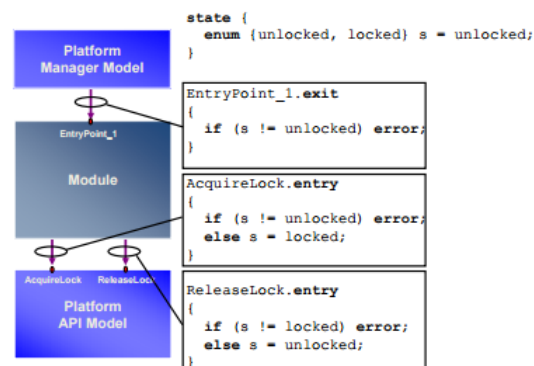 state {
enum {unlocked, locked} s = unlocked;
}
Platform
Manager Model
EntryPoint_1
Module
AcquireLock ReleaseLock
Platform
API Model
EntryPoint_1.exit
{
if (s != unlocked) error;
}
AcquireLock.entry
{
if (s != unlocked) error;
else s = locked;
}
ReleaseLock.entry
{
if (s != locked) error;
else s = unlocked;
}